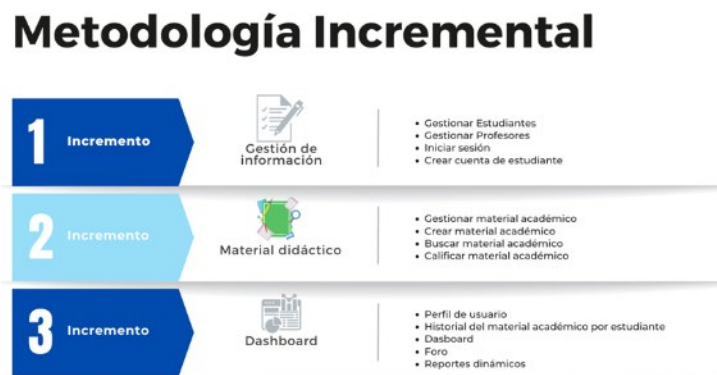 Metodología Incremental
1 Incremento
Gestión de
información
• Gestionar Estudiantes
• Gestionar Profesores
• Iniciar sesión
• Crear cuenta de estudiante
2 Incremento
Material didáctico
• Gestionar material académico
• Crear material académico
• Buscar material académico
• Calificar material académico
3 Incremento
Dashboard
• Perfil de usuario
• Historial del material académico por estudiante
• Dasboard
• Foro
• Reportes dinámicos